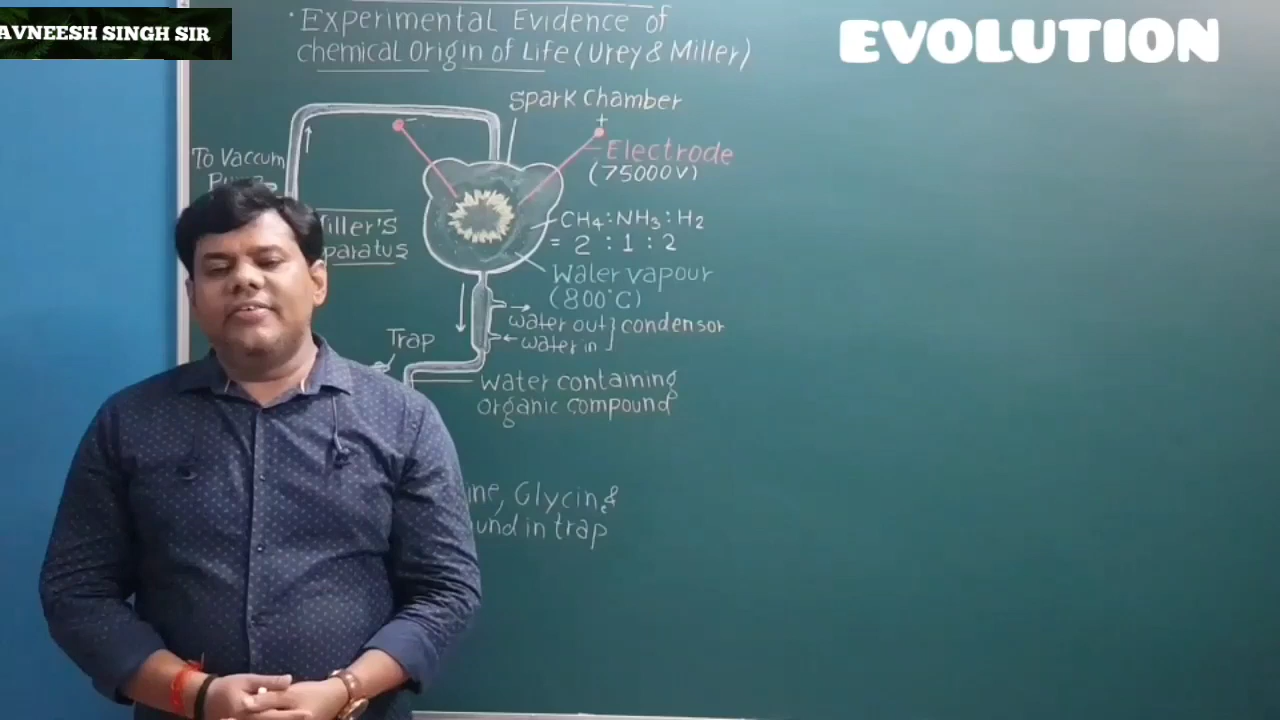 AVNEESH SINGH SIR
EVOLUTION
• Experimental Evidence of
chemical Origin of Life (Urey & Miller)
Spark Chamber
- +
To Vaccum
Electrode
(75000V)
CH4 : NH3 : H2
= 2 : 1 : 2
Water vapour
(800°C)
water out
water in
condensor
Trap
water containing
organic compound
Glycin &
in trap